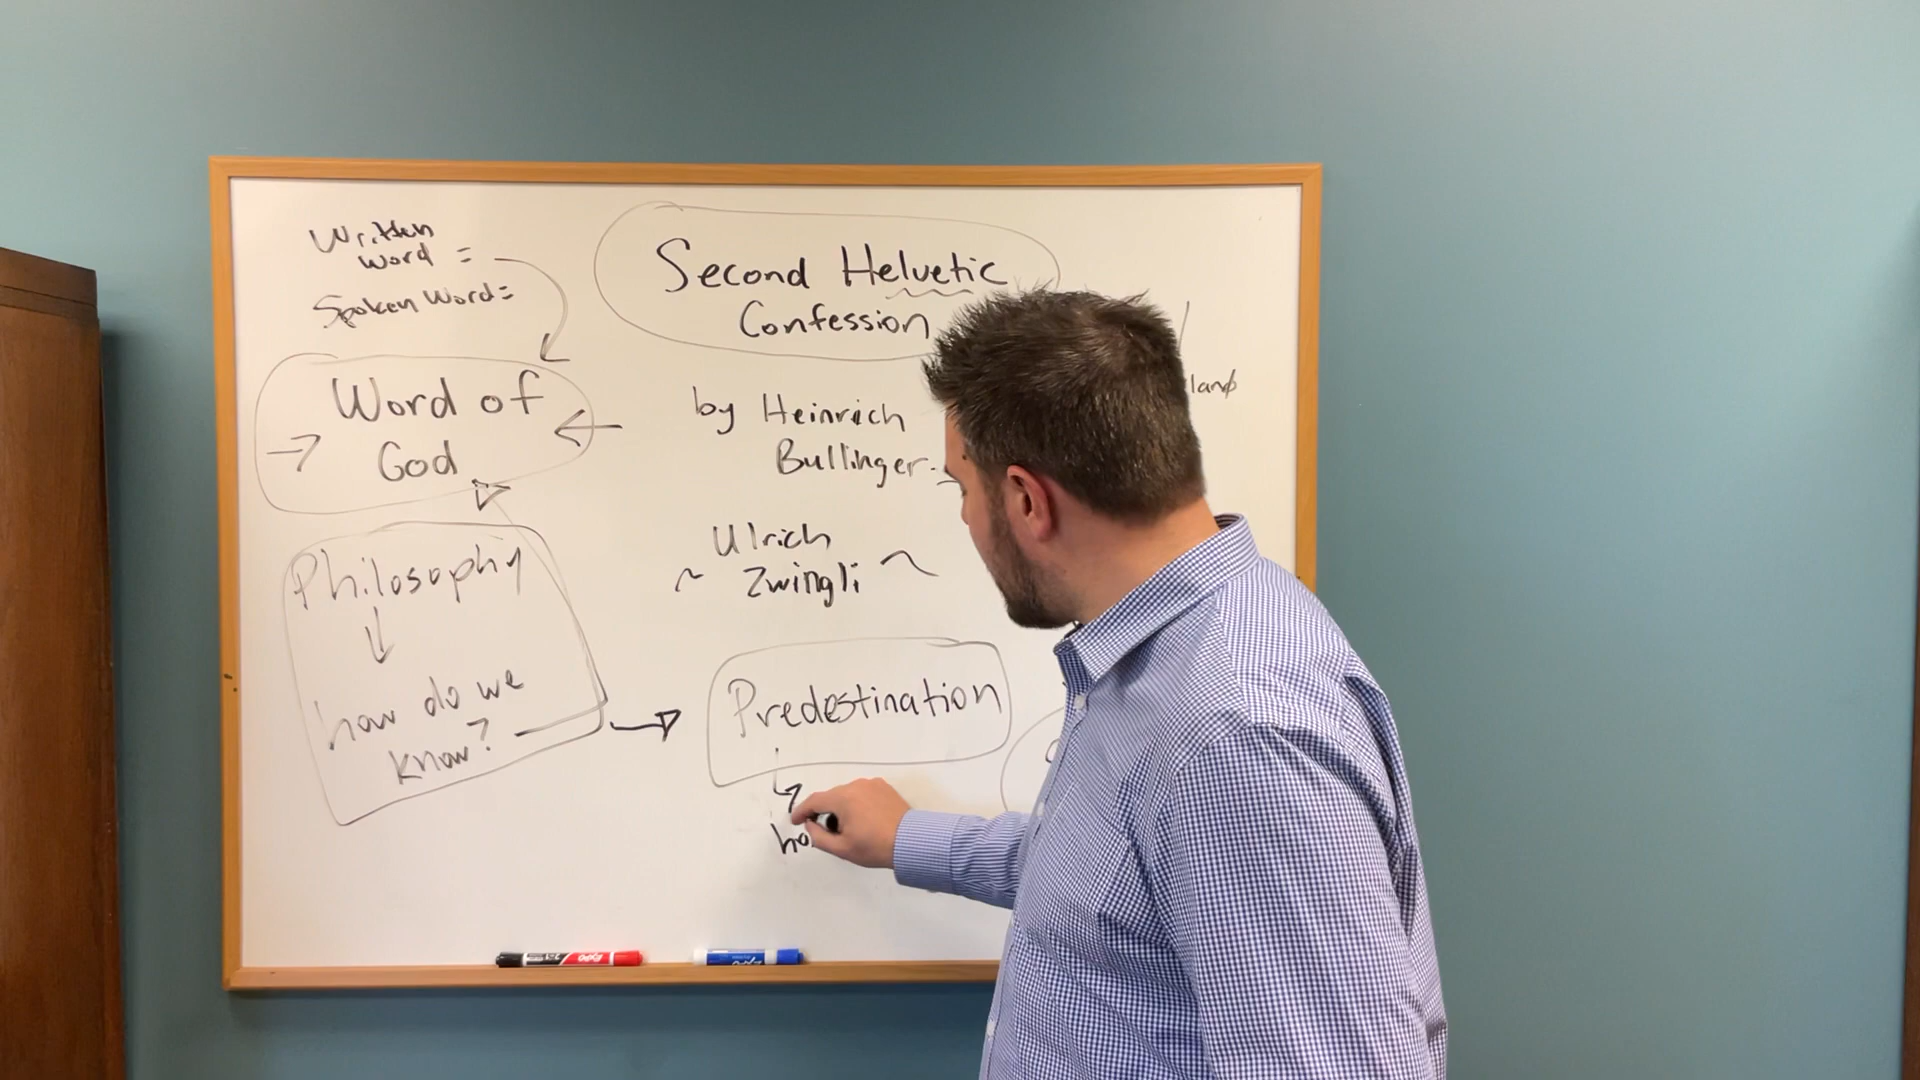 Written
Word =
Spoken Word=
Second Helvetic
Confession
Word of
God
by Heinrich
Bullinger.
Ulrich
Zwingli
Philosophy
how do we
know?
Predestination
Expo